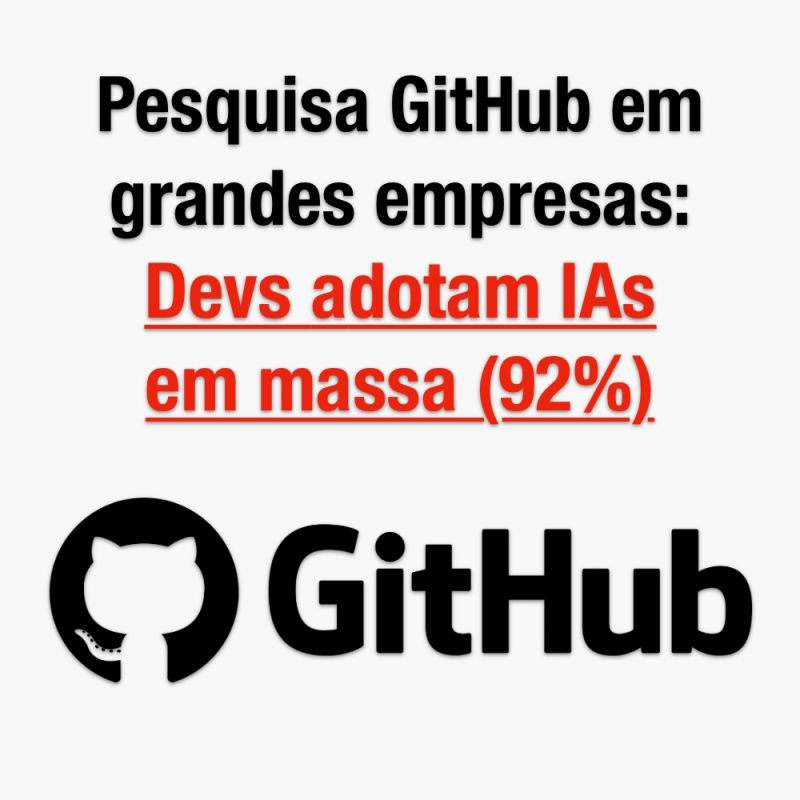 Pesquisa GitHub em
grandes empresas:
Devs adotam IAs
em massa (92%)
GitHub